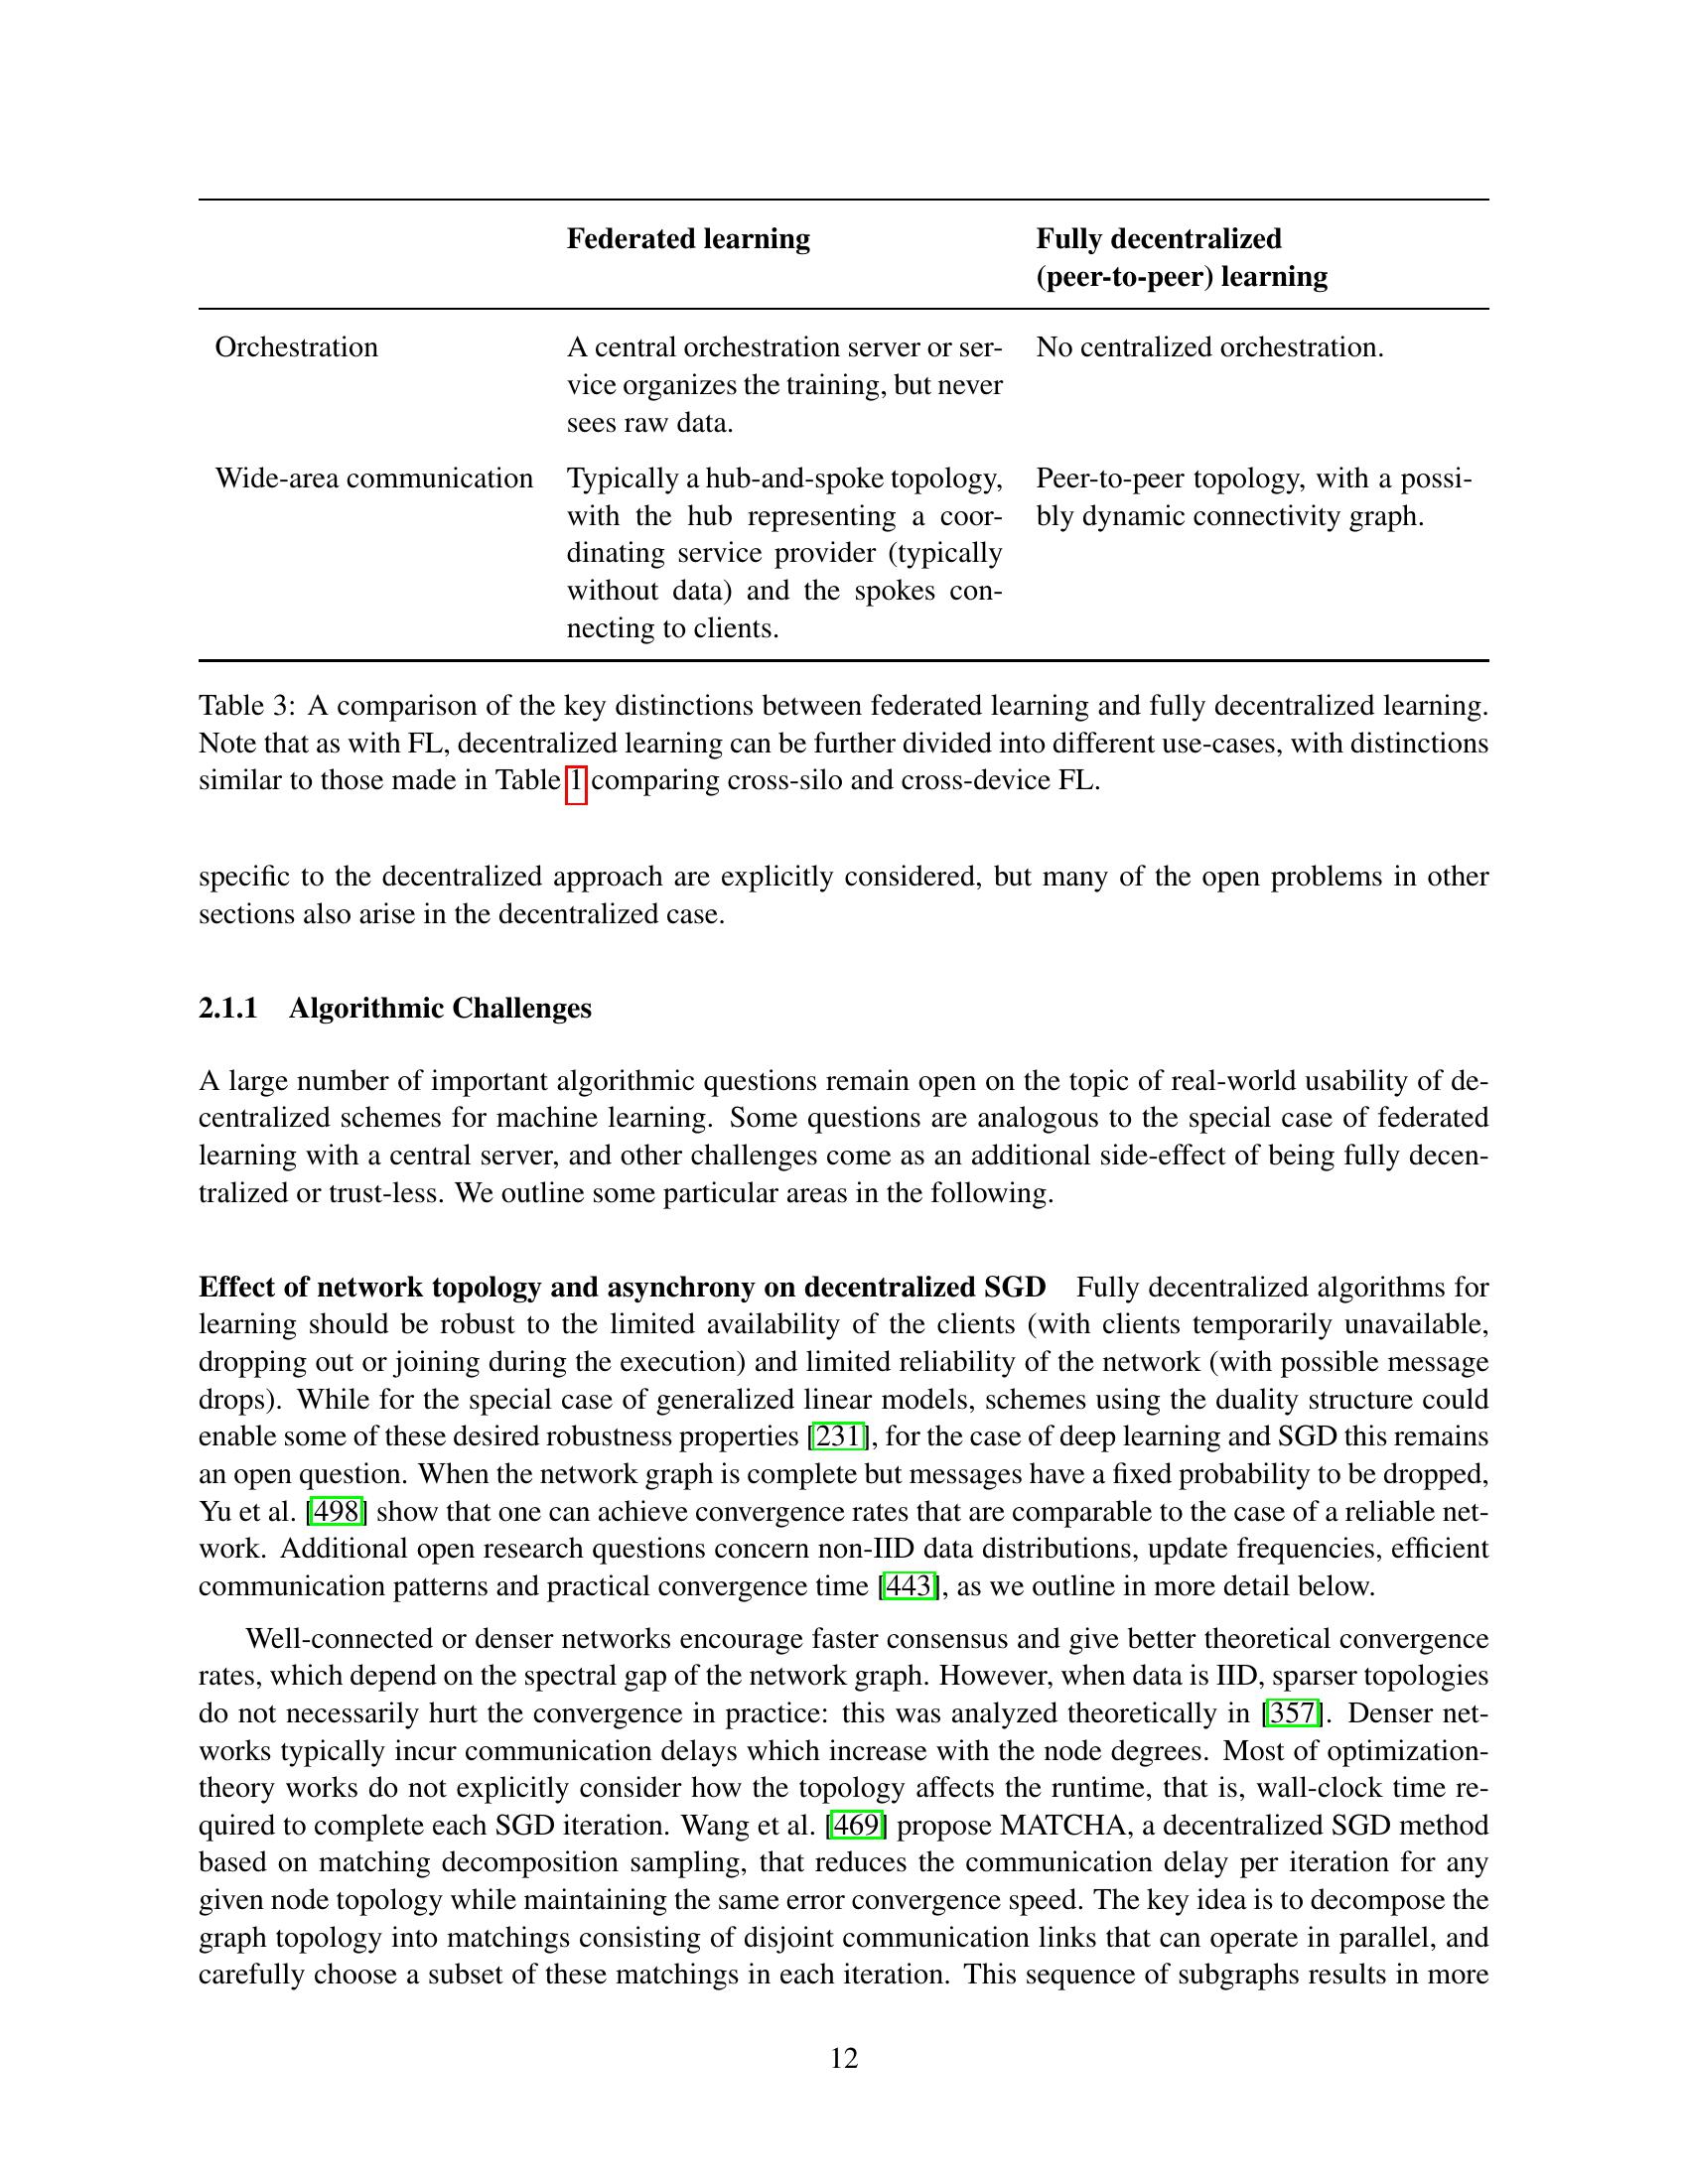 Federated learning
Fully decentralized
(peer-to-peer) learning
Orchestration
A central orchestration server or ser-
vice organizes the training, but never
sees raw data.
No centralized orchestration.
Wide-area communication
Typically a hub-and-spoke topology,
with the hub representing a coor-
dinating service provider (typically
without data) and the spokes con-
necting to clients.
Peer-to-peer topology, with a possi-
bly dynamic connectivity graph.
Table 3: A comparison of the key distinctions between federated learning and fully decentralized learning.
Note that as with FL, decentralized learning can be further divided into different use-cases, with distinctions
similar to those made in Table 1 comparing cross-silo and cross-device FL.
specific to the decentralized approach are explicitly considered, but many of the open problems in other
sections also arise in the decentralized case.
2.1.1 Algorithmic Challenges
A large number of important algorithmic questions remain open on the topic of real-world usability of de-
centralized schemes for machine learning. Some questions are analogous to the special case of federated
learning with a central server, and other challenges come as an additional side-effect of being fully decen-
tralized or trust-less. We outline some particular areas in the following.
Effect of network topology and asynchrony on decentralized SGD Fully decentralized algorithms for
learning should be robust to the limited availability of the clients (with clients temporarily unavailable,
dropping out or joining during the execution) and limited reliability of the network (with possible message
drops). While for the special case of generalized linear models, schemes using the duality structure could
enable some of these desired robustness properties [231], for the case of deep learning and SGD this remains
an open question. When the network graph is complete but messages have a fixed probability to be dropped,
Yu et al. [498] show that one can achieve convergence rates that are comparable to the case of a reliable net-
work. Additional open research questions concern non-IID data distributions, update frequencies, efficient
communication patterns and practical convergence time [443], as we outline in more detail below.
Well-connected or denser networks encourage faster consensus and give better theoretical convergence
rates, which depend on the spectral gap of the network graph. However, when data is IID, sparser topologies
do not necessarily hurt the convergence in practice: this was analyzed theoretically in [357]. Denser net-
works typically incur communication delays which increase with the node degrees. Most of optimization-
theory works do not explicitly consider how the topology affects the runtime, that is, wall-clock time re-
quired to complete each SGD iteration. Wang et al. [469] propose MATCHA, a decentralized SGD method
based on matching decomposition sampling, that reduces the communication delay per iteration for any
given node topology while maintaining the same error convergence speed. The key idea is to decompose the
graph topology into matchings consisting of disjoint communication links that can operate in parallel, and
carefully choose a subset of these matchings in each iteration. This sequence of subgraphs results in more
12